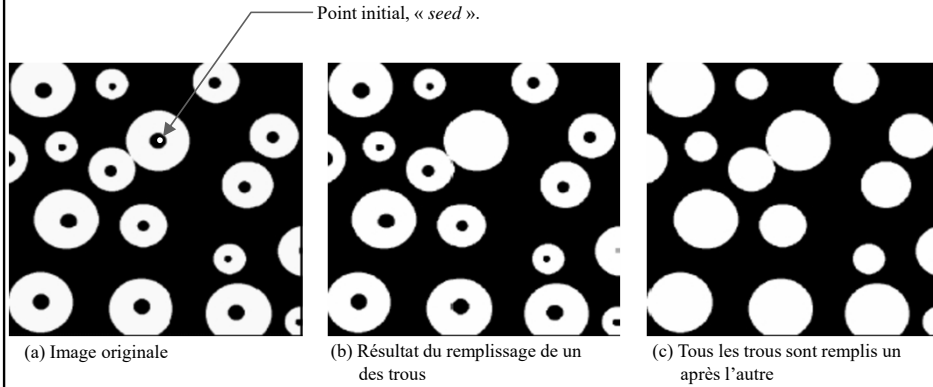 Point initial, « seed ».
(a) Image originale
(b) Résultat du remplissage de un
des trous
(c) Tous les trous sont remplis un
après l’autre